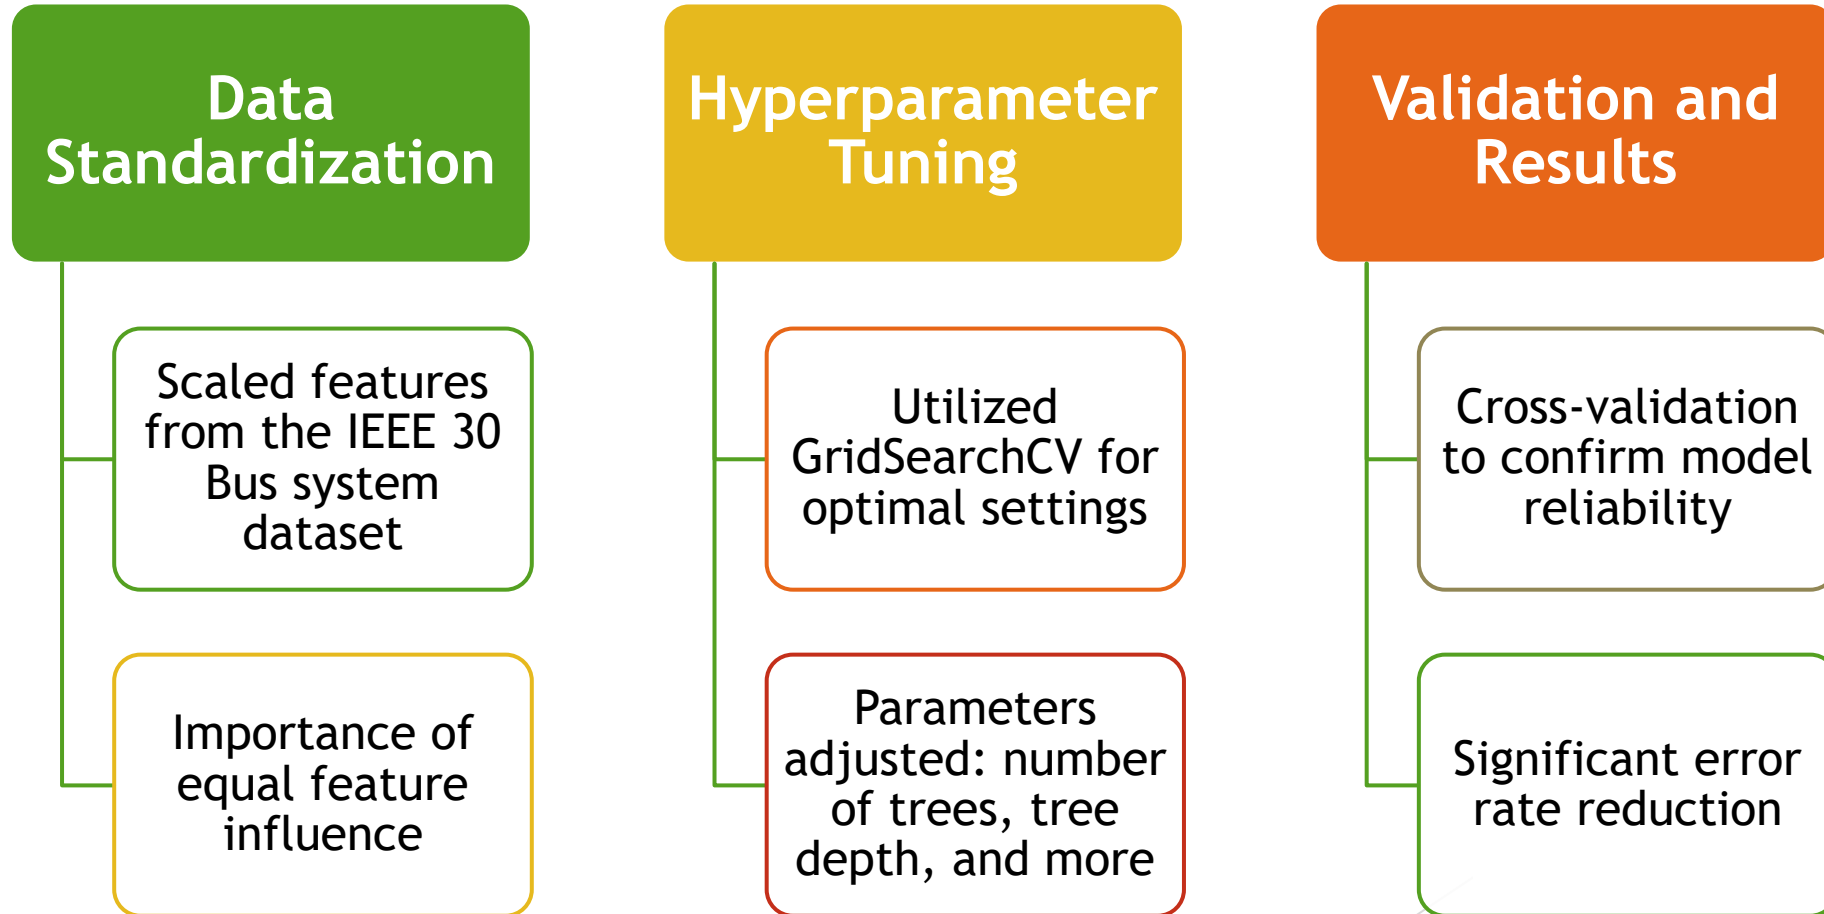 Data
Standardization
Scaled features
from the IEEE 30
Bus system
dataset
Importance of
equal feature
influence
Hyperparameter
Tuning
Utilized
GridSearchCV for
optimal settings
Parameters
adjusted: number
of trees, tree
depth, and more
Validation and
Results
Cross-validation
to confirm model
reliability
Significant error
rate reduction